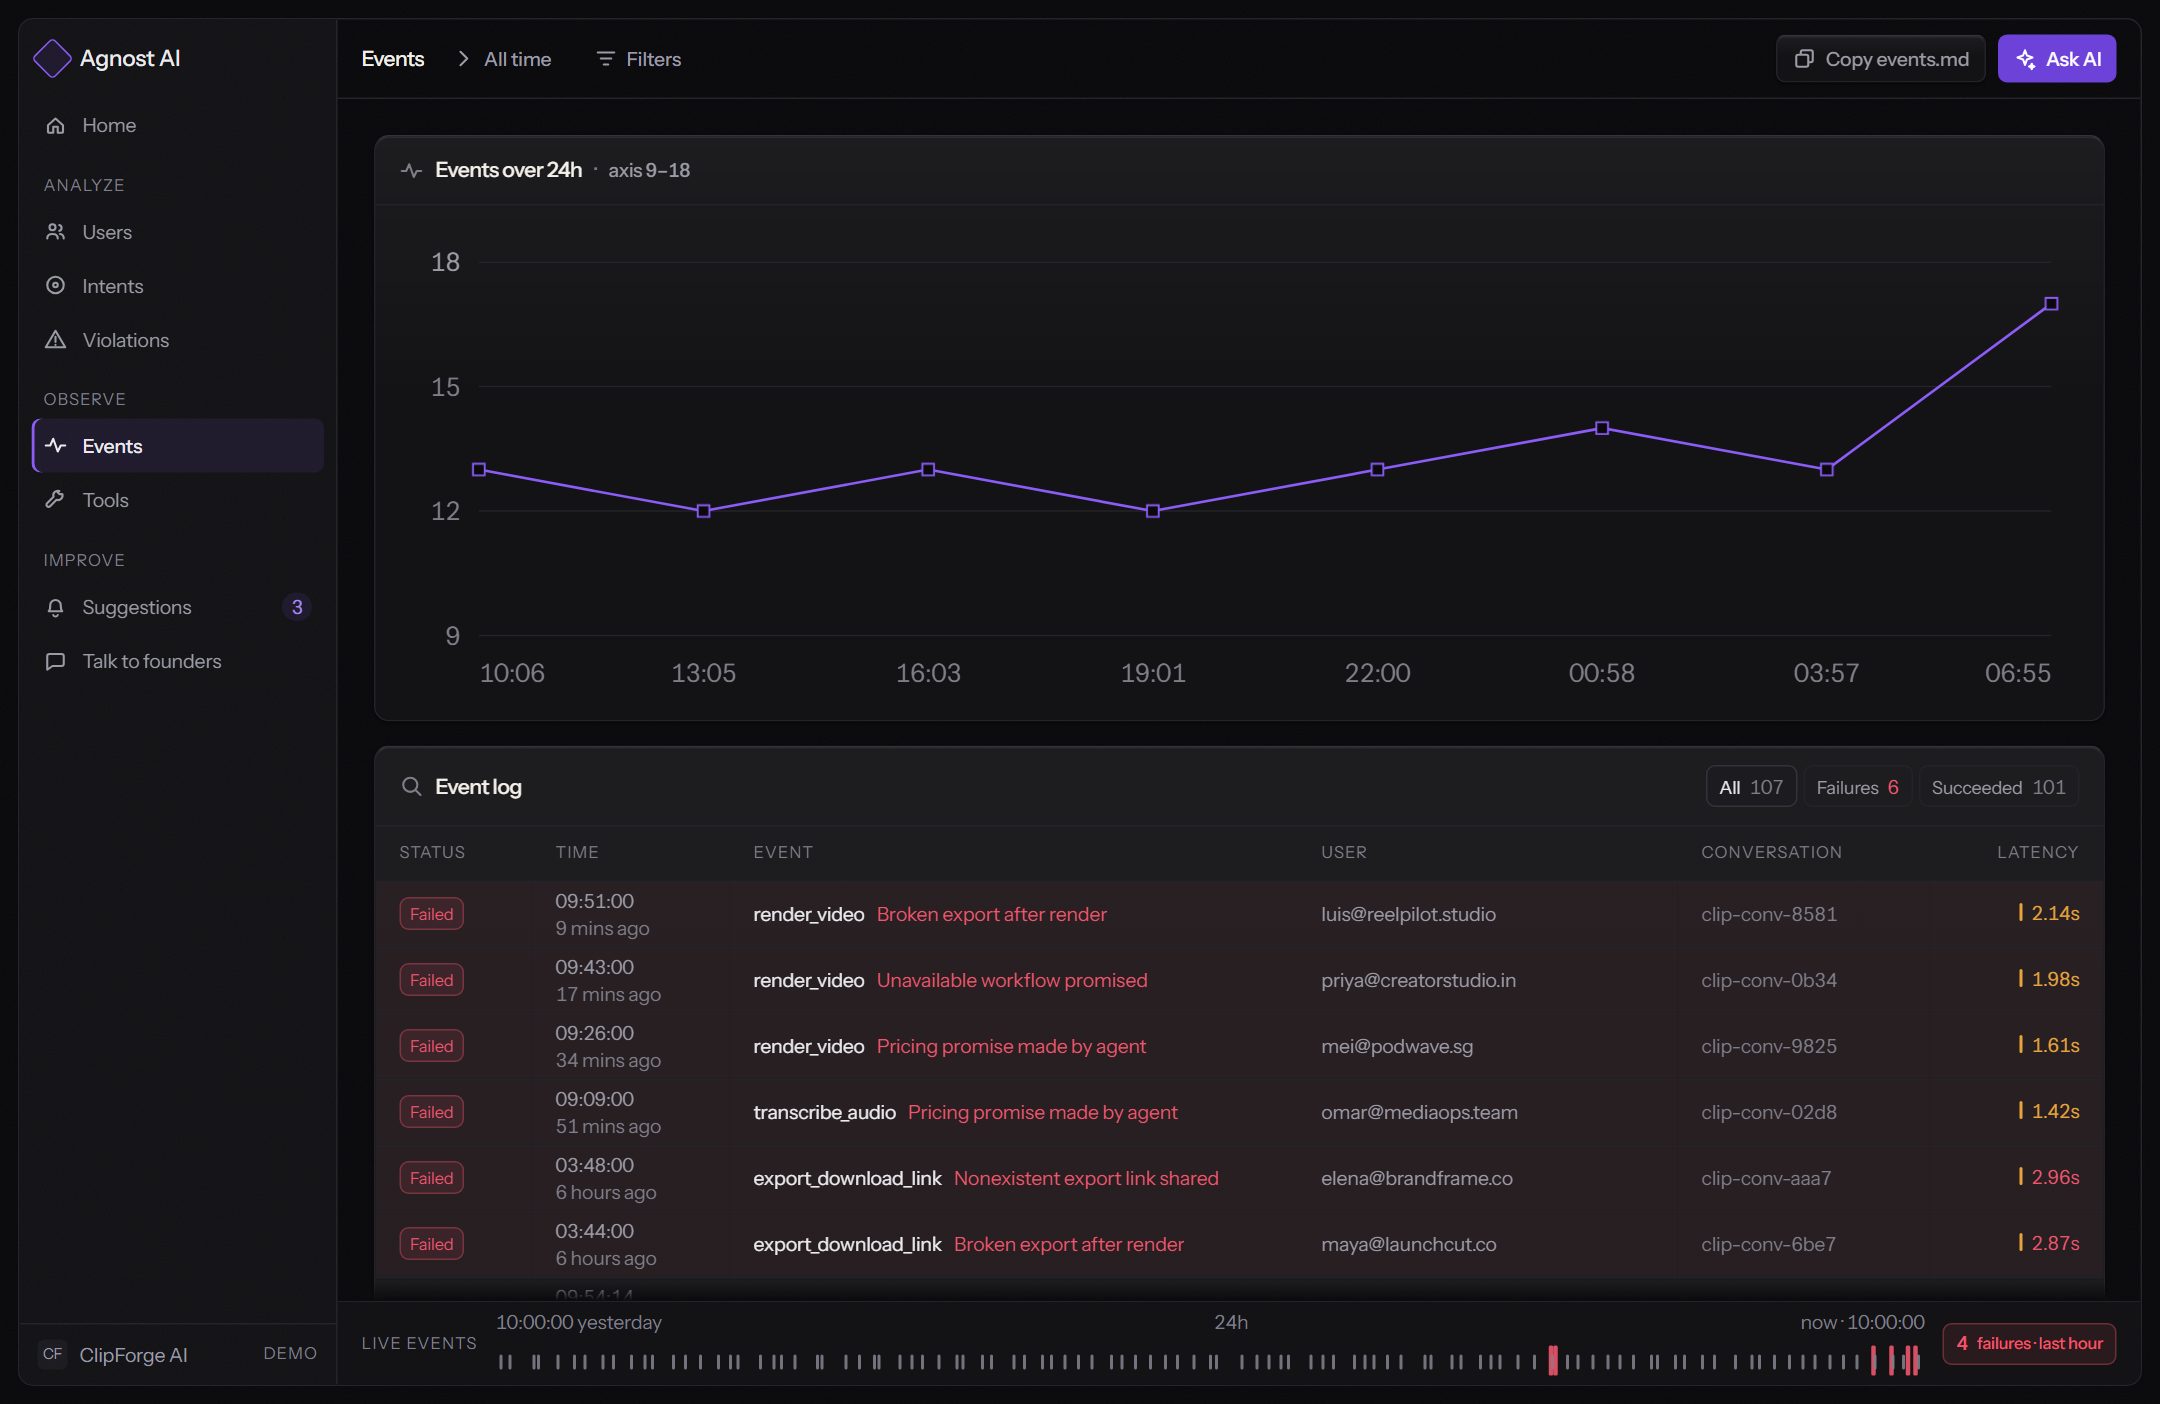 Agnost AI
Home
ANALYZE
Users
Intents
Violations
OBSERVE
Events
Tools
IMPROVE
Suggestions 3
Talk to founders
CF ClipForge AI DEMO
Events > All time Filters
Copy events.md Ask AI
Events over 24h · axis 9–18
18
15
12
9
10:06 13:05 16:03 19:01 22:00 00:58 03:57 06:55
Event log
All 107 Failures 6 Succeeded 101
STATUS TIME EVENT USER CONVERSATION LATENCY
Failed 09:51:00 render_video Broken export after render luis@reelpilot.studio clip-conv-8581 2.14s
9 mins ago
Failed 09:43:00 render_video Unavailable workflow promised priya@creatorstudio.in clip-conv-0b34 1.98s
17 mins ago
Failed 09:26:00 render_video Pricing promise made by agent mei@podwave.sg clip-conv-9825 1.61s
34 mins ago
Failed 09:09:00 transcribe_audio Pricing promise made by agent omar@mediaops.team clip-conv-02d8 1.42s
51 mins ago
Failed 03:48:00 export_download_link Nonexistent export link shared elena@brandframe.co clip-conv-aaa7 2.96s
6 hours ago
Failed 03:44:00 export_download_link Broken export after render maya@launchcut.co clip-conv-6be7 2.87s
6 hours ago
LIVE EVENTS
10:00:00 yesterday 24h now · 10:00:00
4 failures · last hour